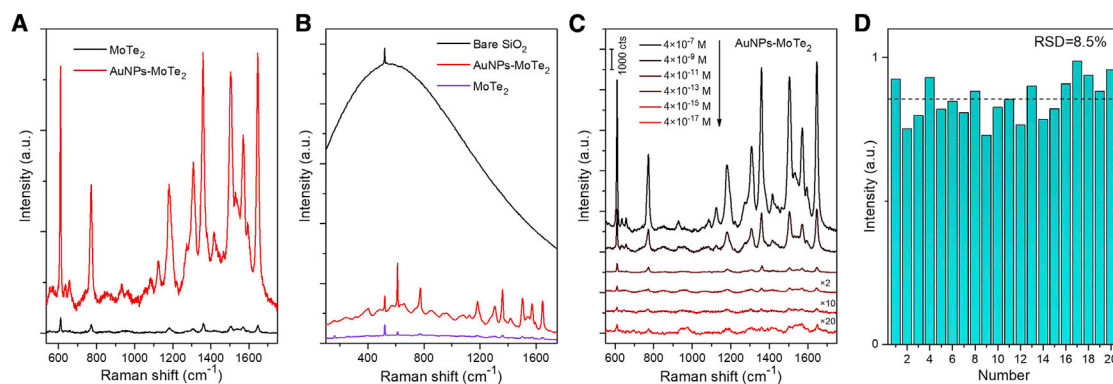 A
MoTe₂
AuNPs-MoTe₂
Intensity (a.u.)
600 800 1000 1200 1400 1600
Raman shift (cm⁻¹)
B
Bare SiO₂
AuNPs-MoTe₂
MoTe₂
Intensity (a.u.)
400 800 1200 1600
Raman shift (cm⁻¹)
C
1000 cts
4×10⁻⁷ M
4×10⁻⁹ M
4×10⁻¹¹ M
4×10⁻¹³ M
4×10⁻¹⁵ M
4×10⁻¹⁷ M
AuNPs-MoTe₂
×2
×10
×20
Intensity (a.u.)
600 800 1000 1200 1400 1600
Raman shift (cm⁻¹)
D
RSD=8.5%
1
0
Intensity (a.u.)
2 4 6 8 10 12 14 16 18 20
Number